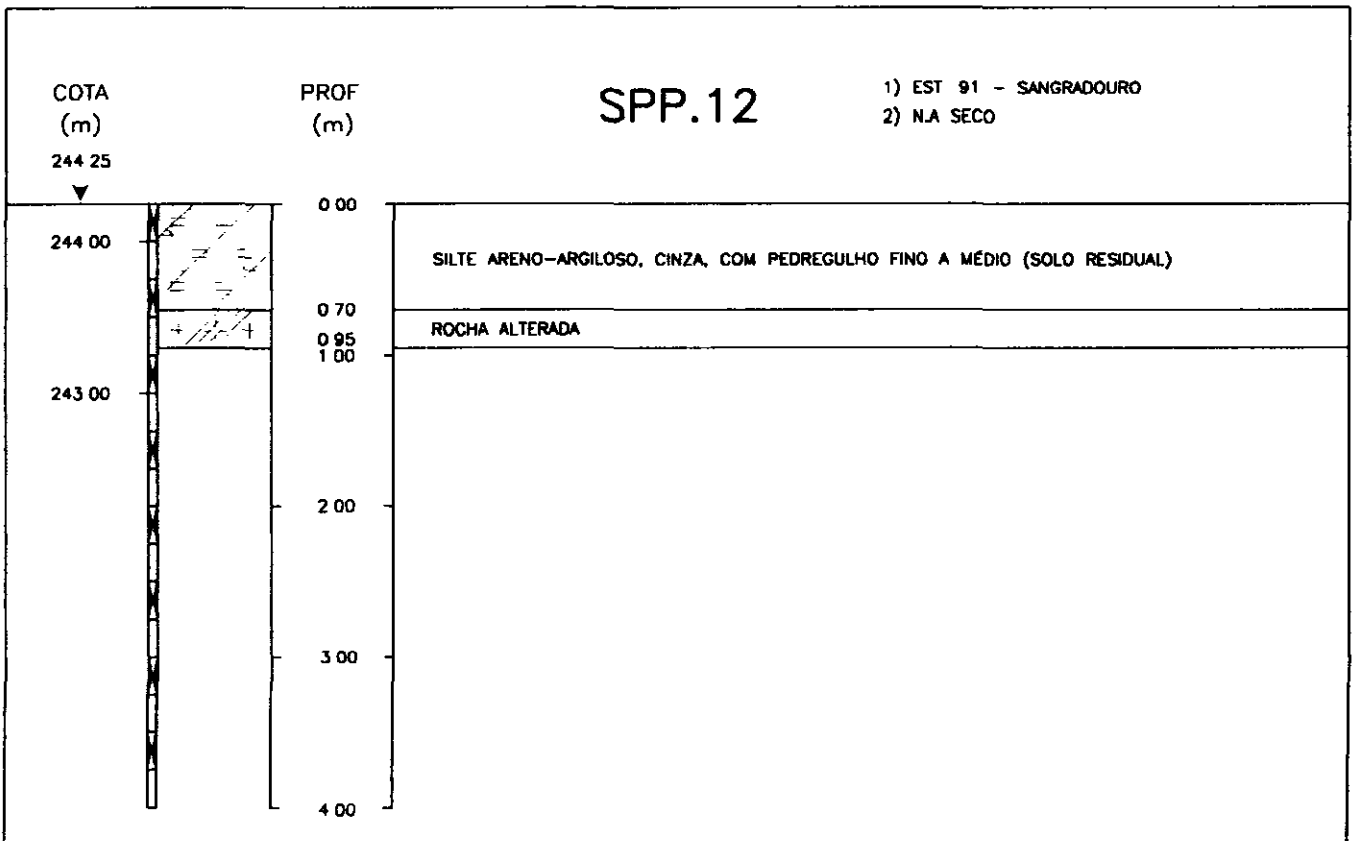 COTA
(m)
244 25
PROF
(m)
SPP.12
1) EST 91 - SANGRADOURO
2) N.A SECO
0 00
244 00
SILTE ARENO-ARGILOSO, CINZA, COM PEDREGULHO FINO A MÉDIO (SOLO RESIDUAL)
0 70
ROCHA ALTERADA
0 95
1 00
243 00
2 00
3 00
4 00